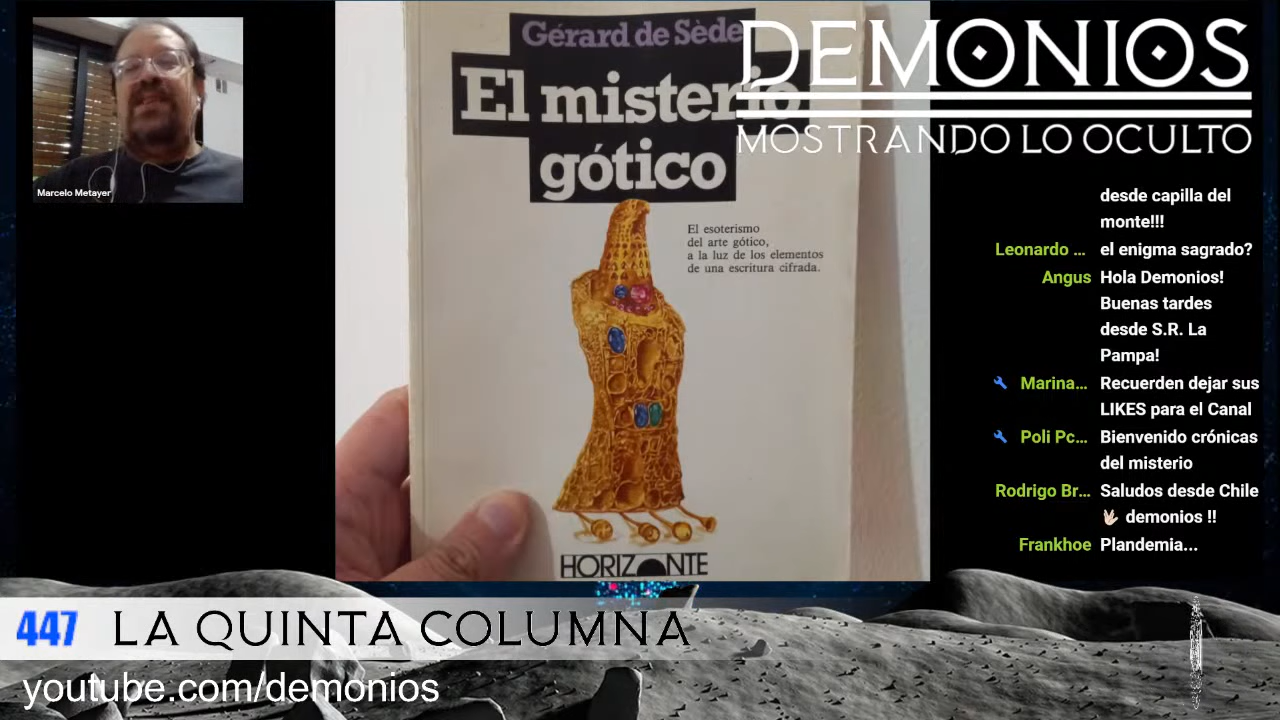 Marcelo Metayer
Gérard de Sède
El misterio
gótico
El esoterismo
del arte gótico,
a la luz de los elementos
de una escritura cifrada.
HORIZONTE
DEMONIOS
MOSTRANDO LO OCULTO
desde capilla del
monte!!!
Leonardo ... el enigma sagrado?
Angus Hola Demonios!
Buenas tardes
desde S.R. La
Pampa!
Marina... Recuerden dejar sus
LIKES para el Canal
Poli Pc... Bienvenido crónicas
del misterio
Rodrigo Br... Saludos desde Chile
🖖🏻 demonios !!
Frankhoe Plandemia...
447 LA QUINTA COLUMNA
youtube.com/demonios